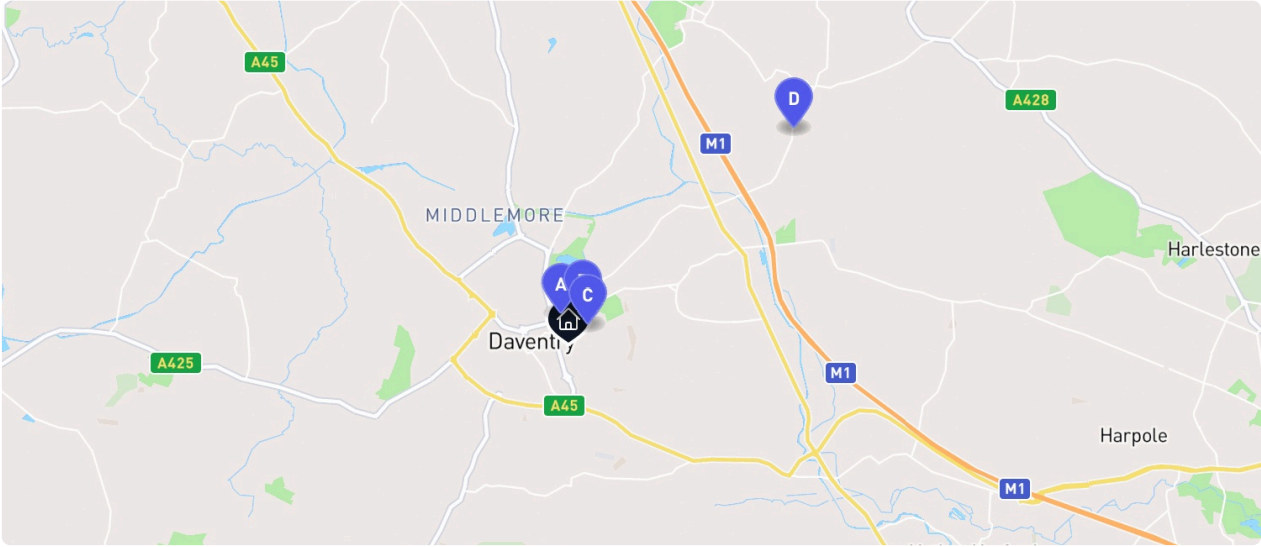 A45
D
A428
M1
MIDDLEMORE
Harlestone
A
C
Daventry
A425
M1
A45
Harpole
M1